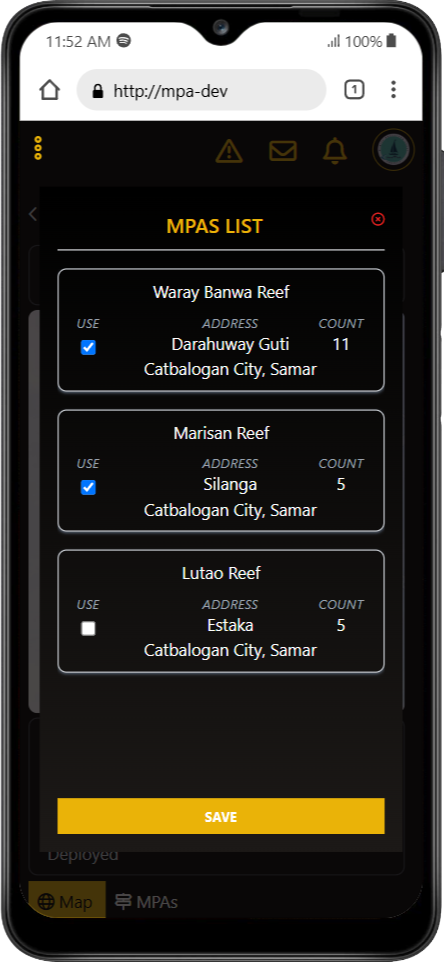 11:52 AM
100%
http://mpa-dev
1
MPAS LIST
Waray Banwa Reef
USE ADDRESS COUNT
Darahuway Guti 11
Catbalogan City, Samar
Marisan Reef
USE ADDRESS COUNT
Silanga 5
Catbalogan City, Samar
Lutao Reef
USE ADDRESS COUNT
Estaka 5
Catbalogan City, Samar
SAVE
Deployed
Map MPAs